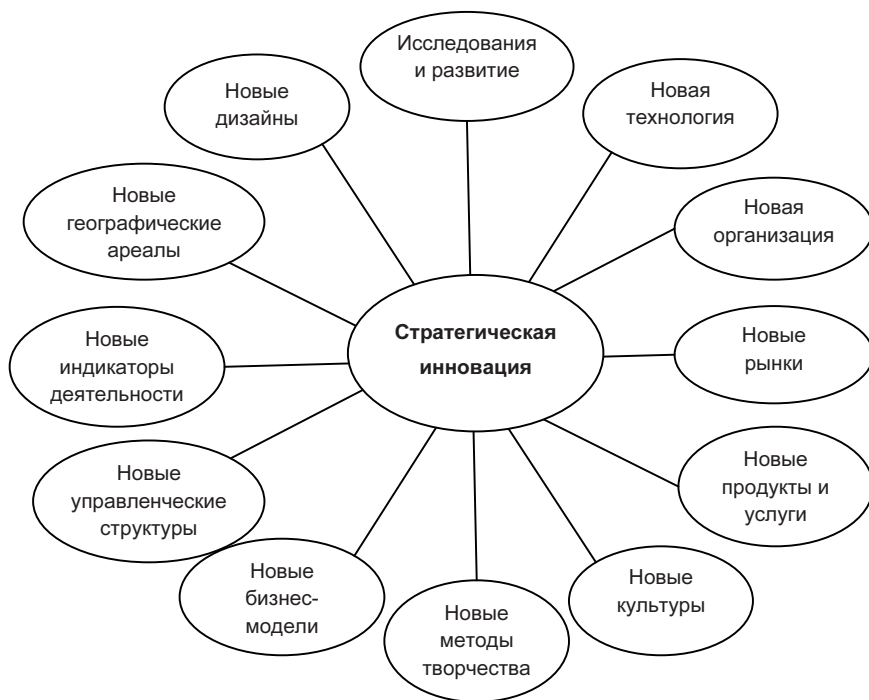 Исследования
и развитие
Новые
дизайны
Новая
технология
Новые
географические
ареалы
Новая
организация
Стратегическая
инновация
Новые
индикаторы
деятельности
Новые
рынки
Новые
управленческие
структуры
Новые
продукты и
услуги
Новые
бизнес-
модели
Новые
методы
творчества
Новые
культуры